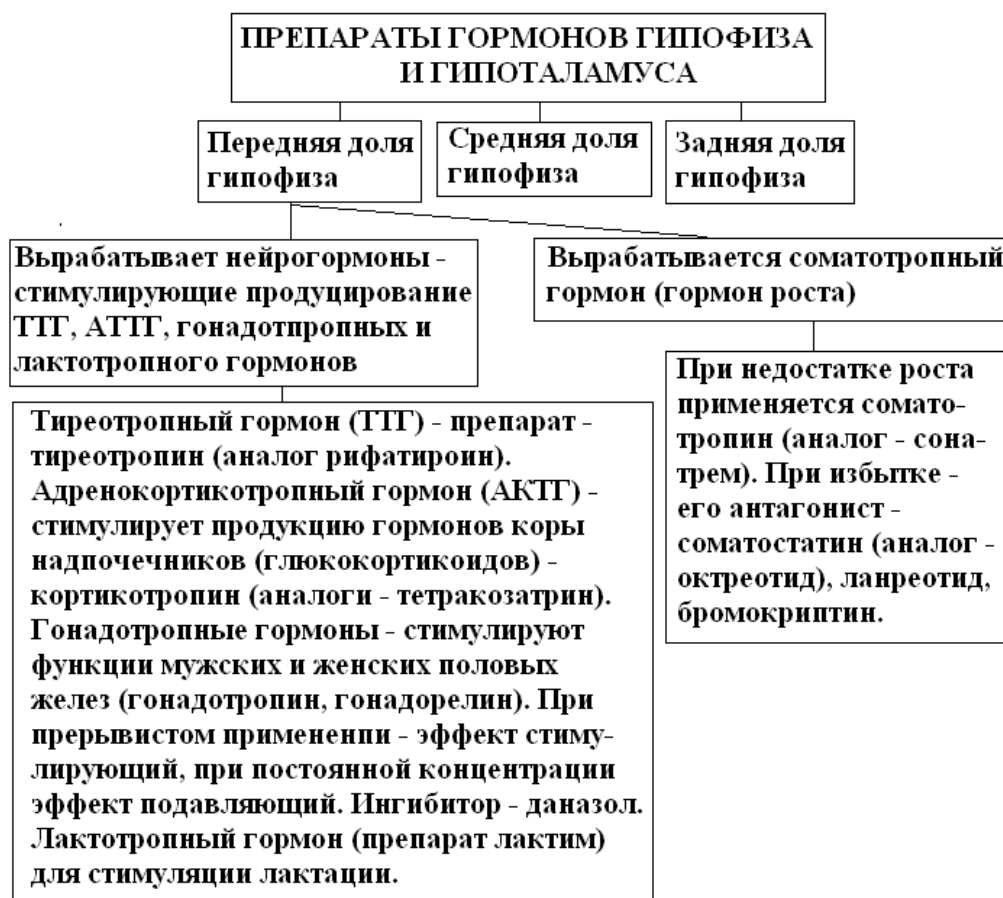 ПРЕПАРАТЫ ГОРМОНОВ ГИПОФИЗА
И ГИПОТАЛАМУСА
Передняя доля
гипофиза
Средняя доля
гипофиза
Задняя доля
гипофиза
Вырабатывает нейрогормоны -
стимулирующие продуцирование
ТТГ, АТТГ, гонадотпропных и
лактотропного гормонов
Вырабатывается соматотропный
гормон (гормон роста)
Тиреотропный гормон (ТТГ) - препарат -
тиреотропин (аналог рифатироин).
Адренокортикотропный гормон (АКТГ) -
стимулирует продукцию гормонов коры
надпочечников (глюкокортикоидов) -
кортикотропин (аналоги - тетракозатрин).
Гонадотропные гормоны - стимулируют
функции мужских и женских половых
желез (гонадотропин, гонадорелин). При
прерывистом применепи - эффект стиму-
лирующий, при постоянной концентрации
эффект подавляющий. Ингибитор - даназол.
Лактотропный гормон (препарат лактим)
для стимуляции лактации.
При недостатке роста
применяется сомато-
тропин (аналог - сона-
трем). При избытке -
его антагонист -
соматостатин (аналог -
октреотид), ланреотид,
бромокриптин.